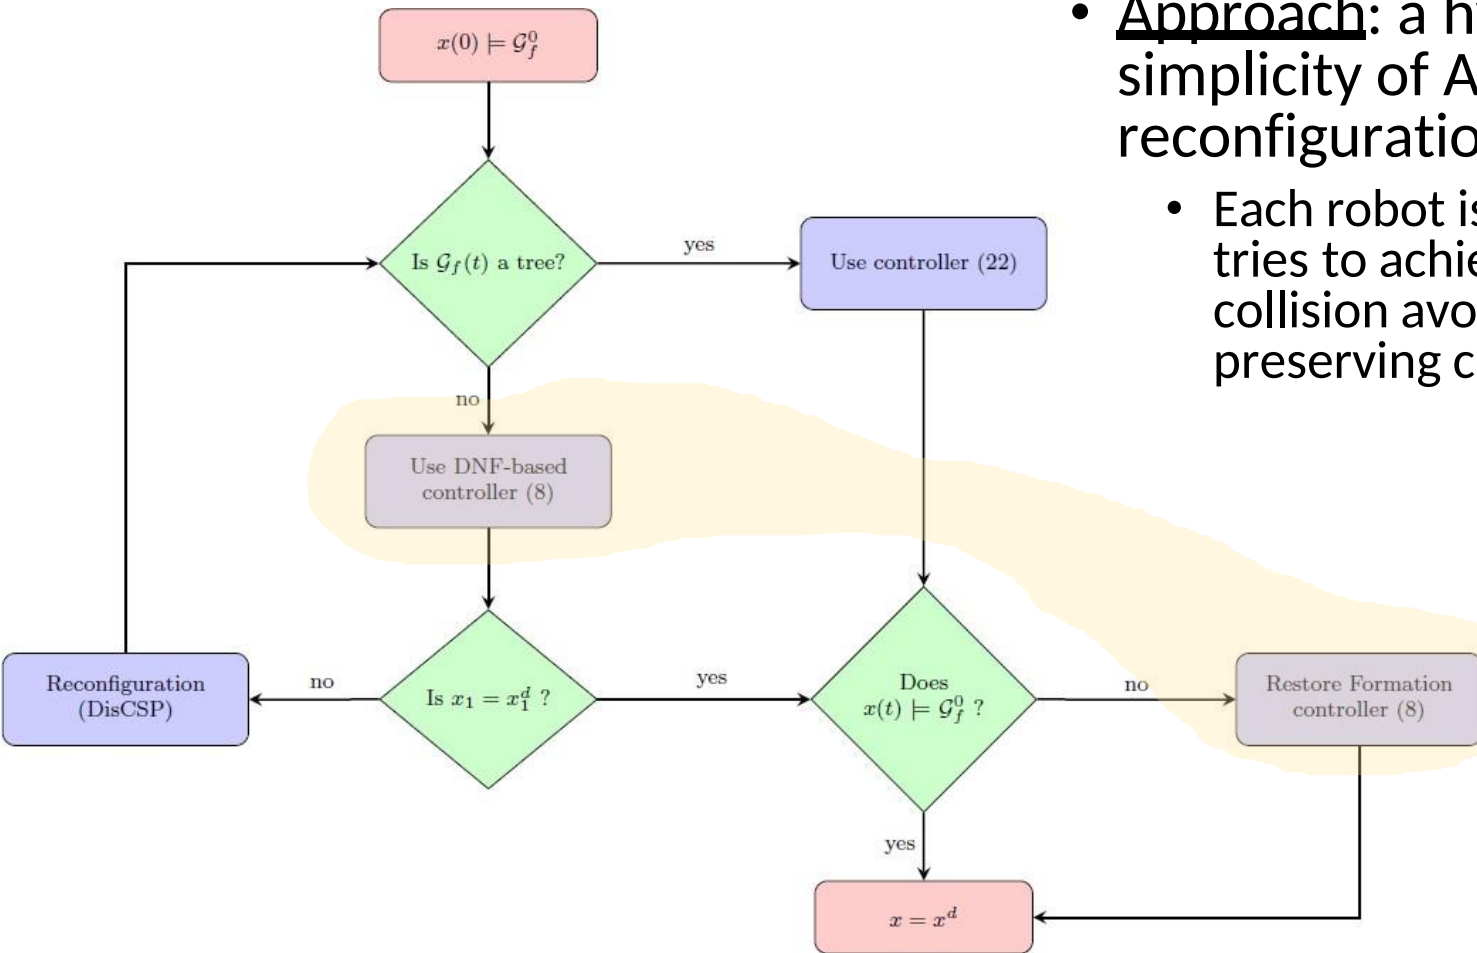 x(0) ⊨ 𝒢_f^0
Is 𝒢_f(t) a tree?
yes
Use controller (22)
no
Use DNF-based
controller (8)
Is x_1 = x_1^d ?
no
Reconfiguration
(DisCSP)
yes
Does
x(t) ⊨ 𝒢_f^0 ?
no
Restore Formation
controller (8)
yes
x = x^d
• Approach: a
simplicity of
reconfiguratio
• Each robot is
tries to achie
collision avo
preserving c